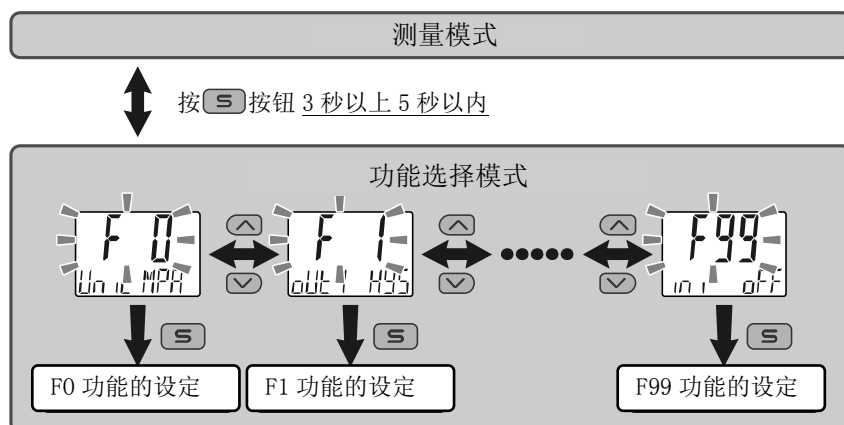 测量模式
按 S 按钮 3 秒以上 5 秒以内
功能选择模式
F 0
Unit MPA
F 1
oUt1 HYS
F99
ini oFF
S
S
S
F0 功能的设定
F1 功能的设定
F99 功能的设定